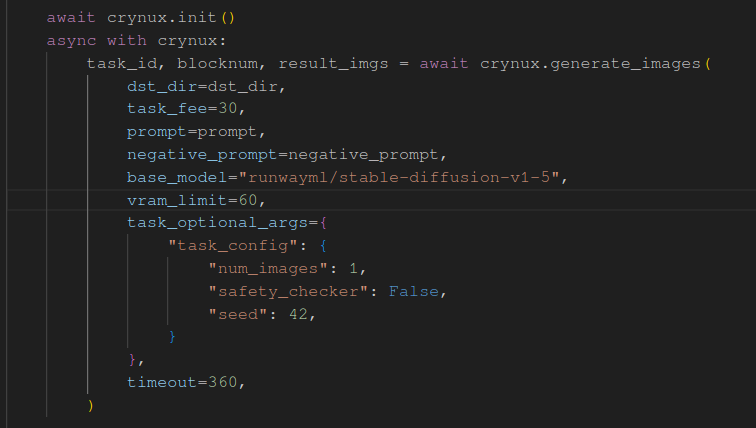 await crynux.init()
async with crynux:
    task_id, blocknum, result_imgs = await crynux.generate_images(
        dst_dir=dst_dir,
        task_fee=30,
        prompt=prompt,
        negative_prompt=negative_prompt,
        base_model="runwayml/stable-diffusion-v1-5",
        vram_limit=60,
        task_optional_args={
            "task_config": {
                "num_images": 1,
                "safety_checker": False,
                "seed": 42,
            }
        },
        timeout=360,
    )